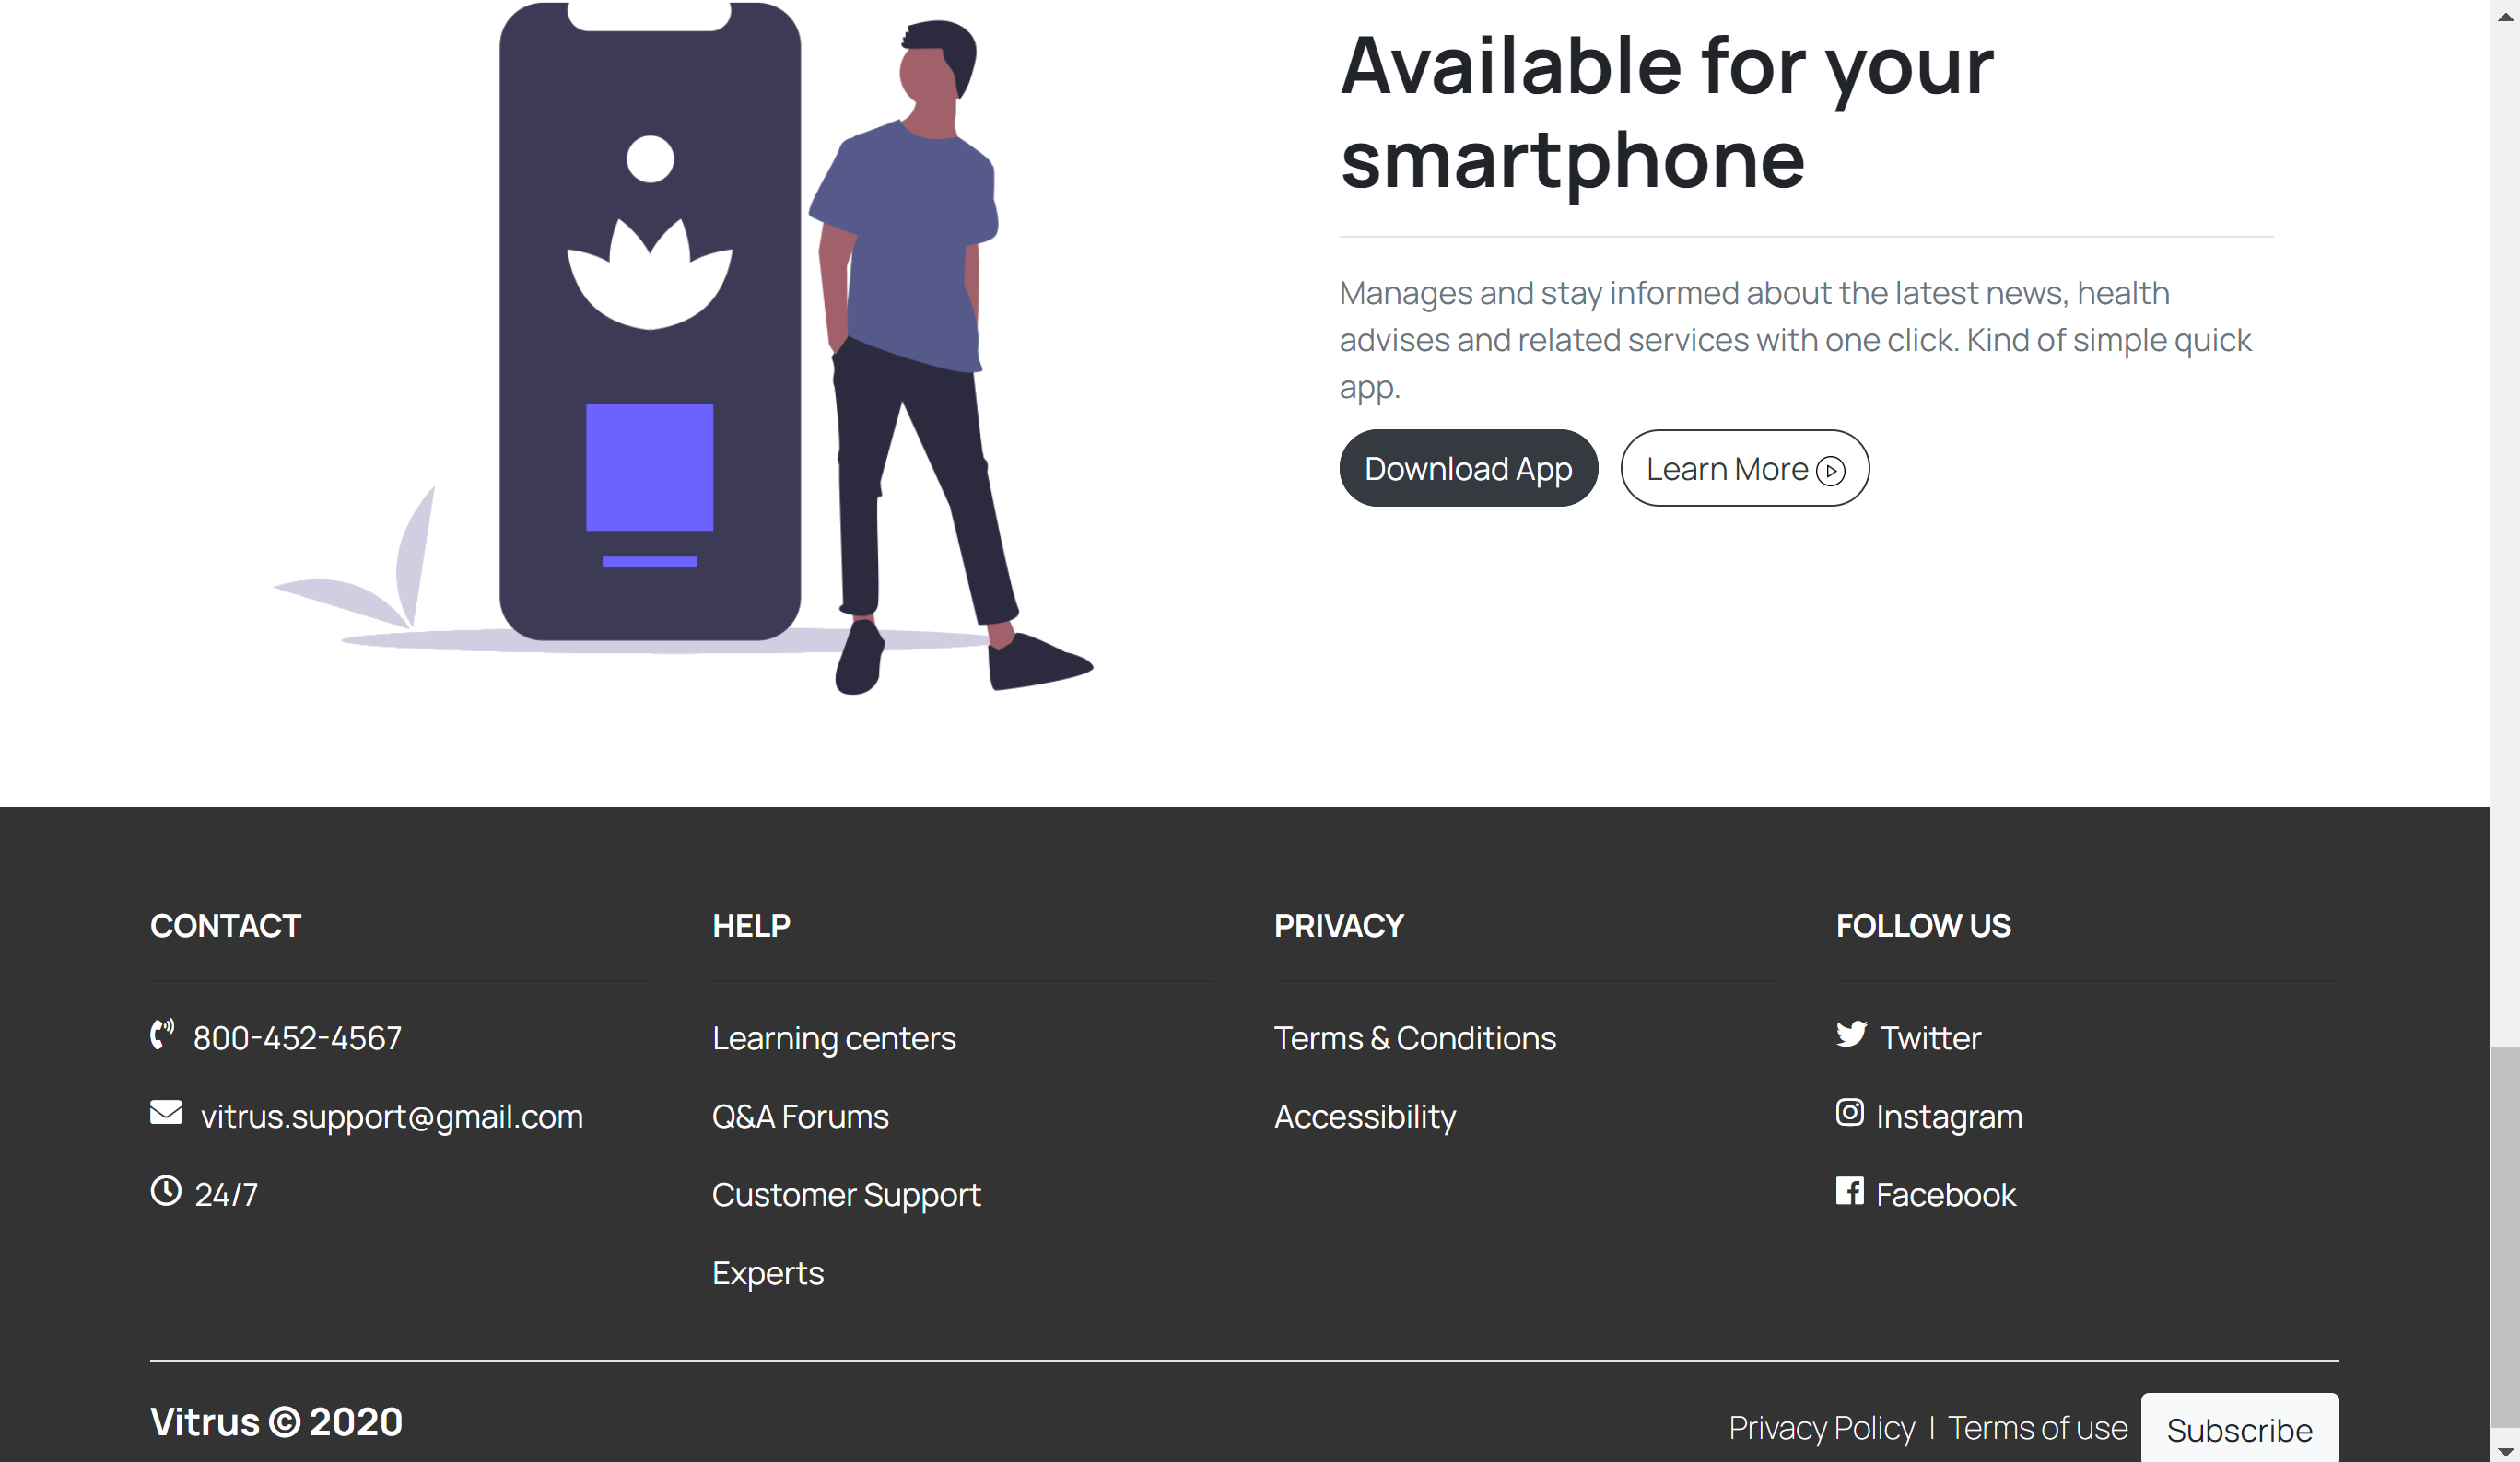 Available for your
smartphone
Manages and stay informed about the latest news, health
advises and related services with one click. Kind of simple quick
app.
Download App
Learn More
CONTACT
800-452-4567
vitrus.support@gmail.com
24/7
HELP
Learning centers
Q&A Forums
Customer Support
Experts
PRIVACY
Terms & Conditions
Accessibility
FOLLOW US
Twitter
Instagram
Facebook
Vitrus © 2020
Privacy Policy | Terms of use
Subscribe